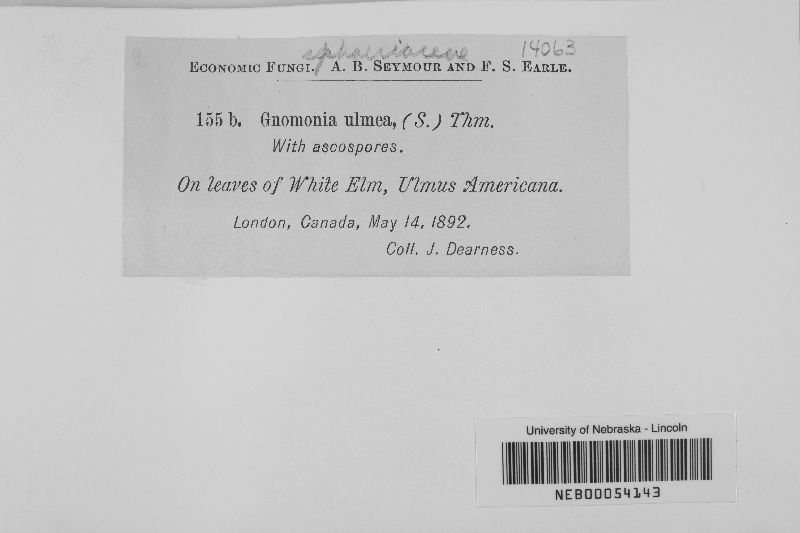 sphaeriaceae 14063
ECONOMIC FUNGI. A. B. SEYMOUR AND F. S. EARLE.
155 b. Gnomonia ulmea, (S.) Thm.
With ascospores.
On leaves of White Elm, Ulmus Americana.
London, Canada, May 14, 1892.
Coll. J. Dearness.
University of Nebraska - Lincoln
NEB00054143